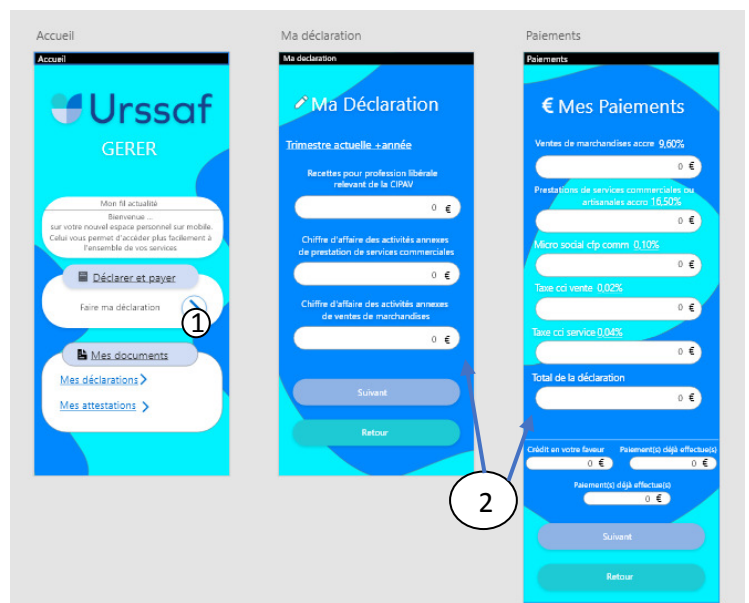 Accueil
Accueil
Urssaf
GERER
Mon fil actualité
Bienvenue ...
sur votre nouvel espace personnel sur mobile.
Celui vous permet d'accéder plus facilement à
l'ensemble de vos services
Déclarer et payer
Faire ma déclaration
1
Mes documents
Mes déclarations
Mes attestations
Ma déclaration
Ma declaration
Ma Déclaration
Trimestre actuelle +année
Recettes pour profession libérale
relevant de la CIPAV
0 €
Chiffre d'affaire des activités annexes
de prestation de services commerciales
0 €
Chiffre d'affaire des activités annexes
de ventes de marchandises
0 €
Suivant
Retour
2
Paiements
Paiements
€ Mes Paiements
Ventes de marchandises accre 9,60%
0 €
Prestations de services commerciales ou
artisanales accro 16,50%
0 €
Micro social cfp comm 0,10%
0 €
Taxe cci vente 0,02%
0 €
Taxe cci service 0,04%
0 €
Total de la déclaration
0 €
Crédit en votre faveur Paiement(s) déjà effectue(s)
0 € 0 €
Paiement(s) déjà effectue(s)
0 €
Suivant
Retour